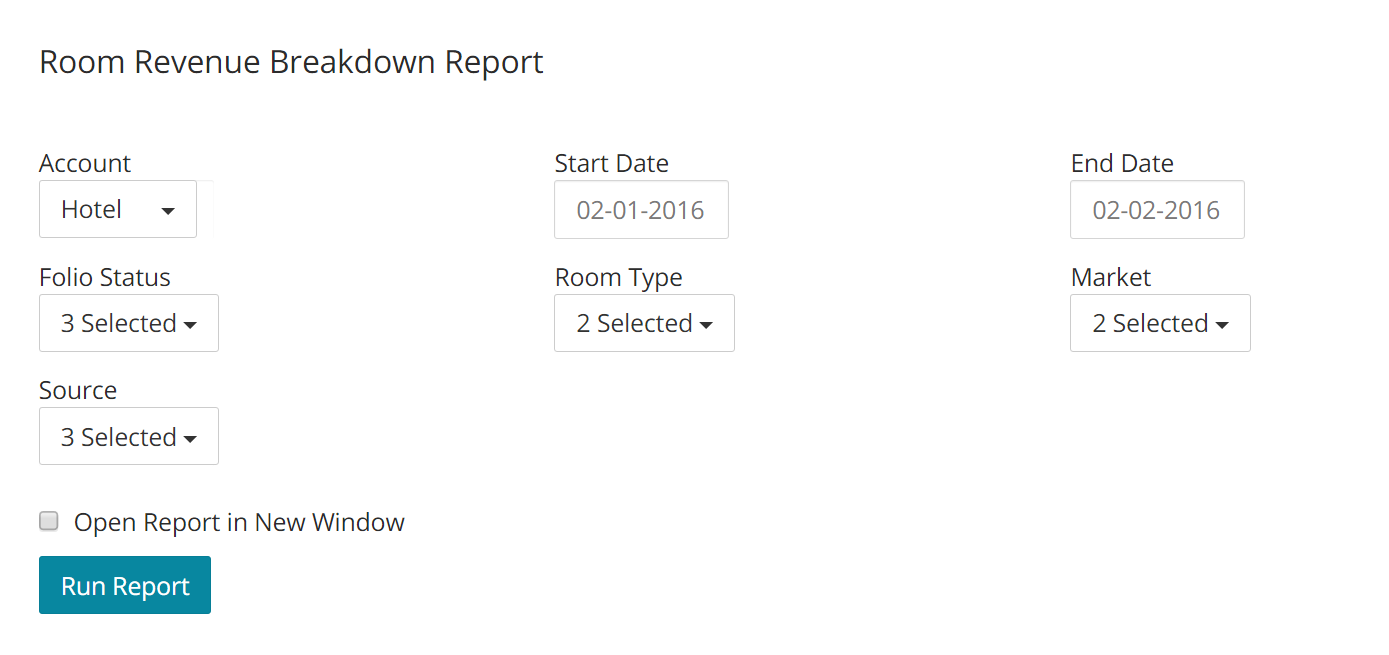 Room Revenue Breakdown Report
Account Start Date End Date
Hotel 02-01-2016 02-02-2016
Folio Status Room Type Market
3 Selected 2 Selected 2 Selected
Source
3 Selected
Open Report in New Window
Run Report